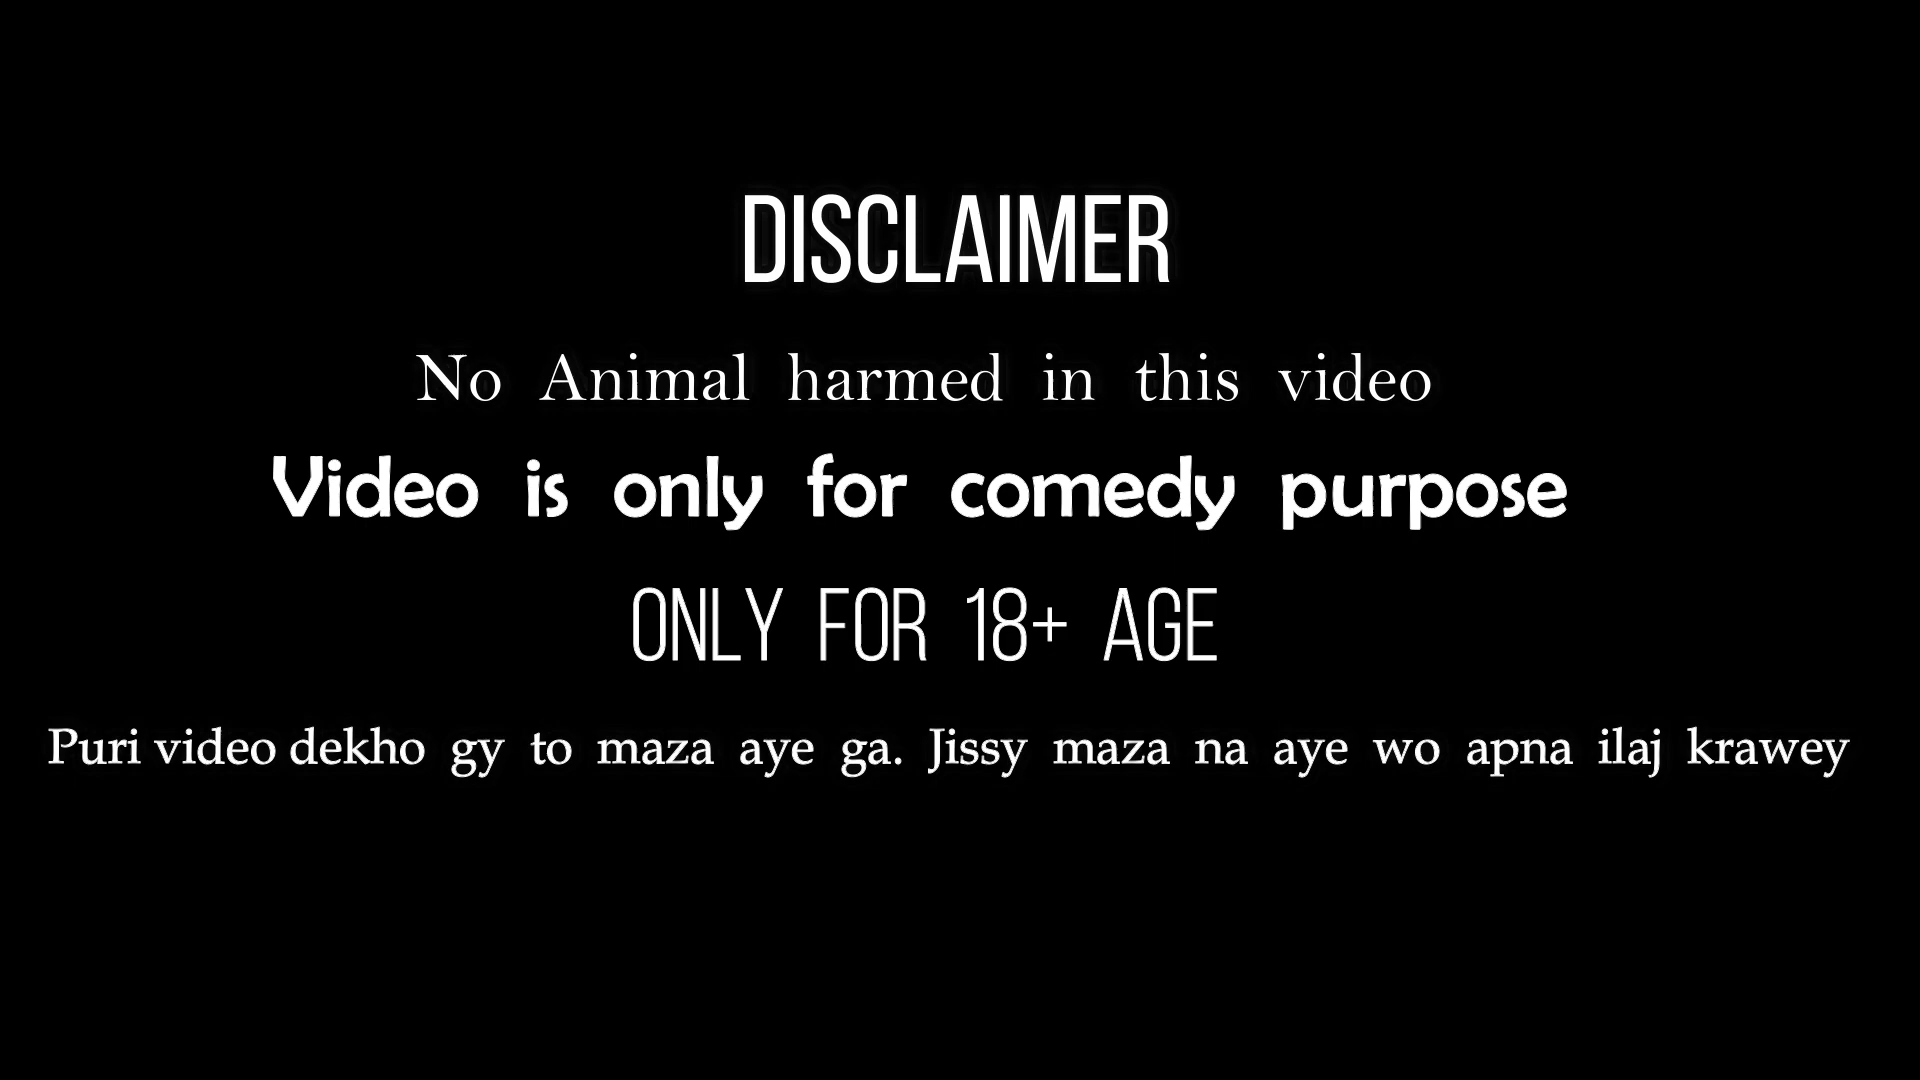 DISCLAIMER
No Animal harmed in this video
Video is only for comedy purpose
ONLY FOR 18+ AGE
Puri video dekho gy to maza aye ga. Jissy maza na aye wo apna ilaj krawey